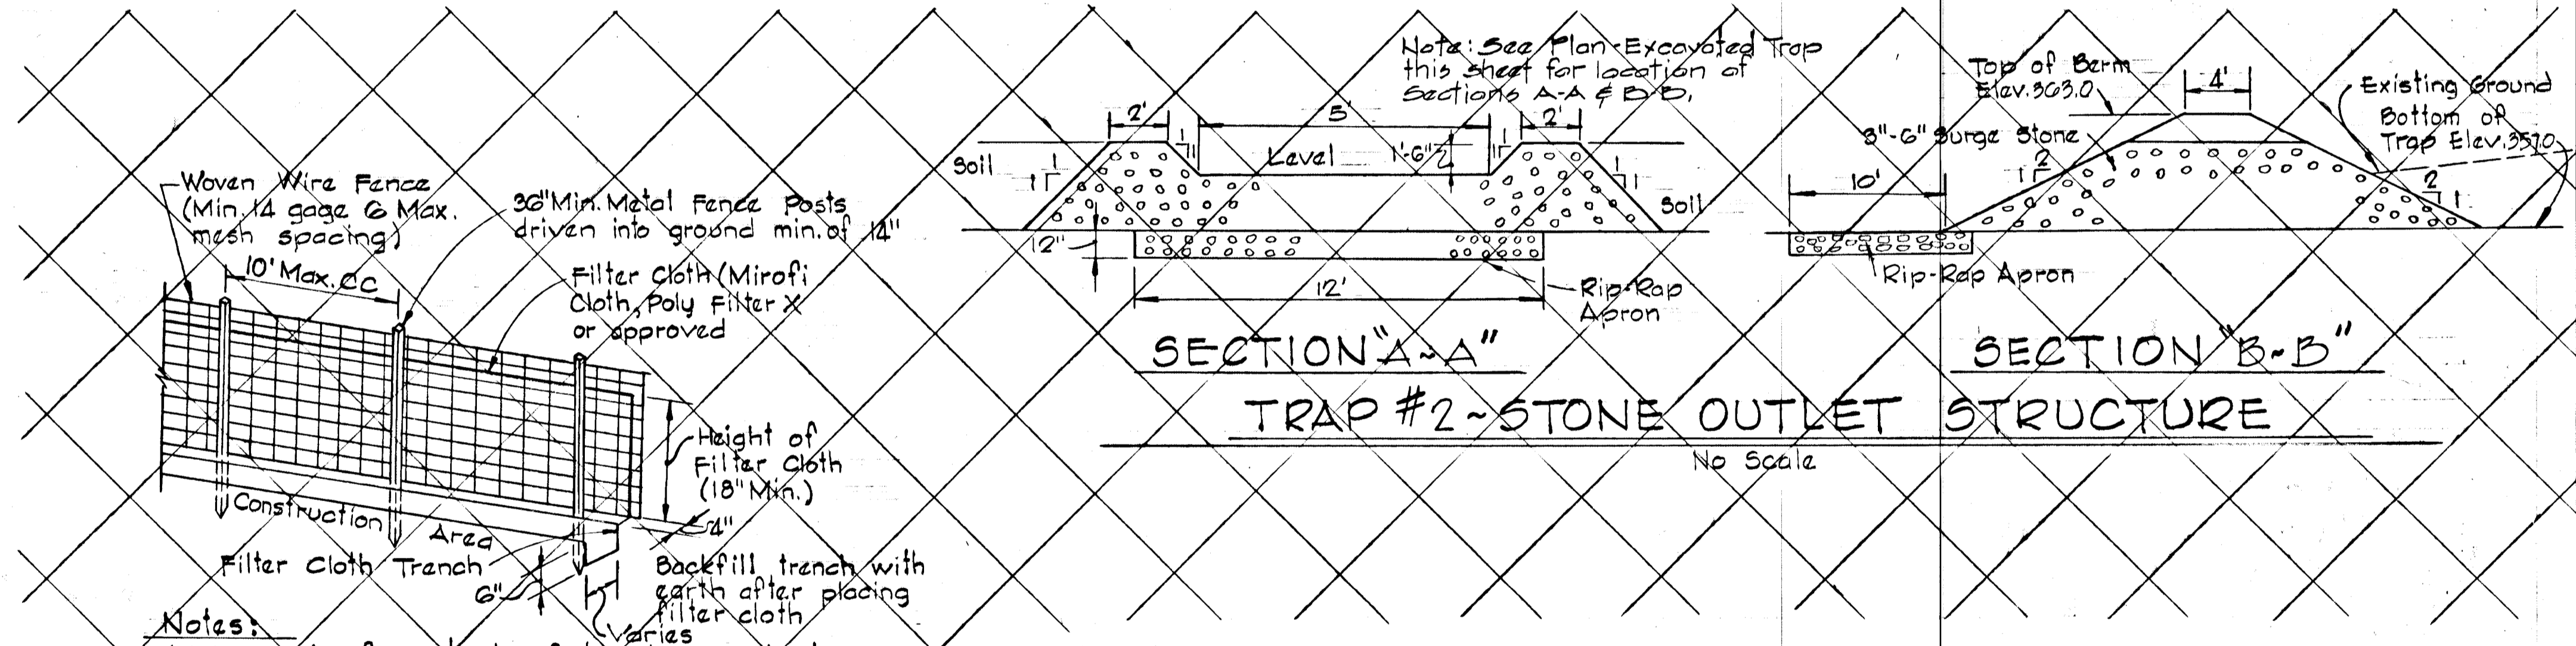 Woven Wire Fence
(Min. 14 gage 6 Max.
mesh spacing)
10' Max. CC
36" Min. Metal Fence Posts
driven into ground min. of 14"
Filter Cloth (Mirofi
Cloth, Poly Filter X
or approved
Height of
Filter Cloth
(18" Min.)
4"
Construction Area
Filter Cloth Trench
6"
Varies
Backfill trench with
earth after placing
filter cloth
Notes:
Note: See Plan-Excavated Trap
this sheet for location of
Sections A-A & B-B.
2'
5'
2'
1
1
1
1
Soil
1
1
Level
1'-6"
1
1
Soil
12"
12'
Rip-Rap
Apron
SECTION "A~A"
Top of Berm
Elev. 363.0
4'
Existing Ground
Bottom of
Trap Elev. 357.0
3"-6" Surge Stone
2
1
2
1
10'
Rip-Rap Apron
SECTION "B~B"
TRAP #2~STONE OUTLET STRUCTURE
No Scale